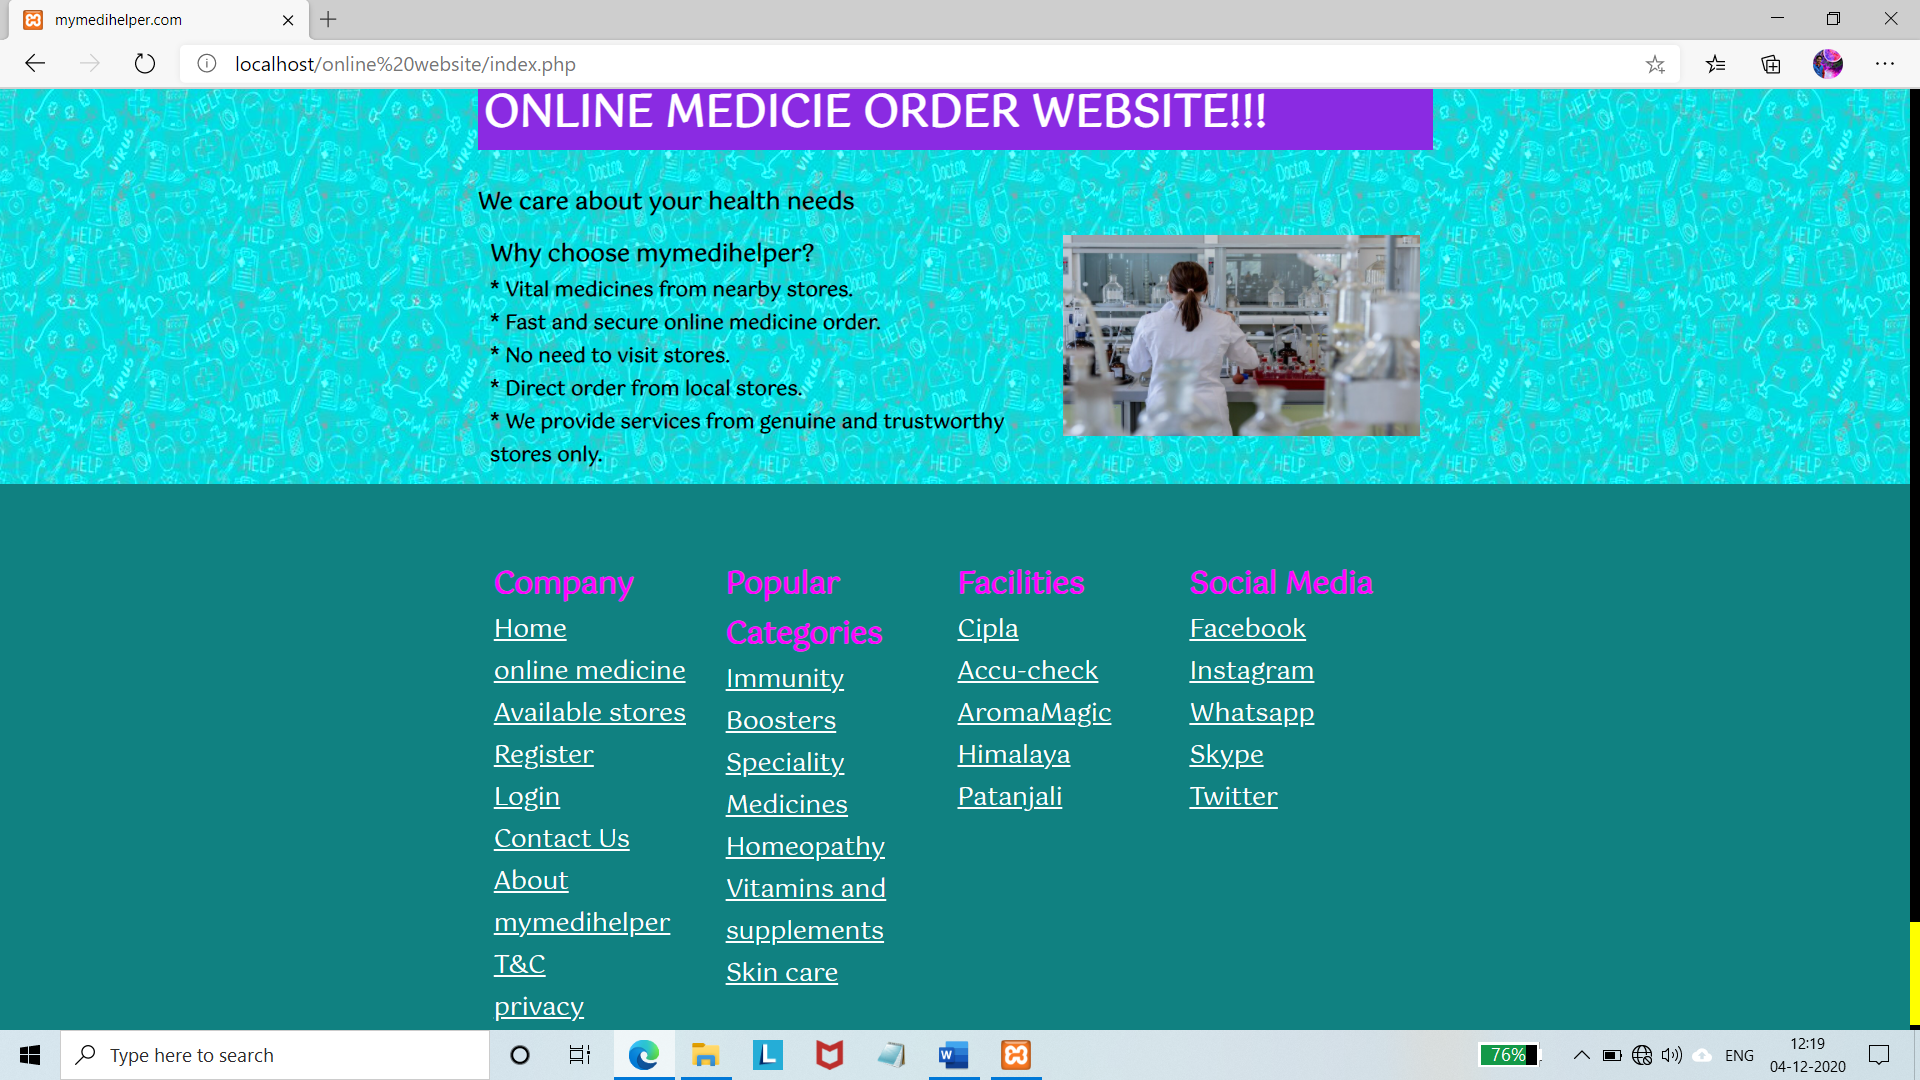 mymedihelper.com
localhost/online%20website/index.php
ONLINE MEDICIE ORDER WEBSITE!!!
We care about your health needs
Why choose mymedihelper?
* Vital medicines from nearby stores.
* Fast and secure online medicine order.
* No need to visit stores.
* Direct order from local stores.
* We provide services from genuine and trustworthy
stores only.
Company
Home
online medicine
Available stores
Register
Login
Contact Us
About
mymedihelper
T&C
privacy
Popular
Categories
Immunity
Boosters
Speciality
Medicines
Homeopathy
Vitamins and
supplements
Skin care
Facilities
Cipla
Accu-check
AromaMagic
Himalaya
Patanjali
Social Media
Facebook
Instagram
Whatsapp
Skype
Twitter
Type here to search
76%
ENG
12:19
04-12-2020